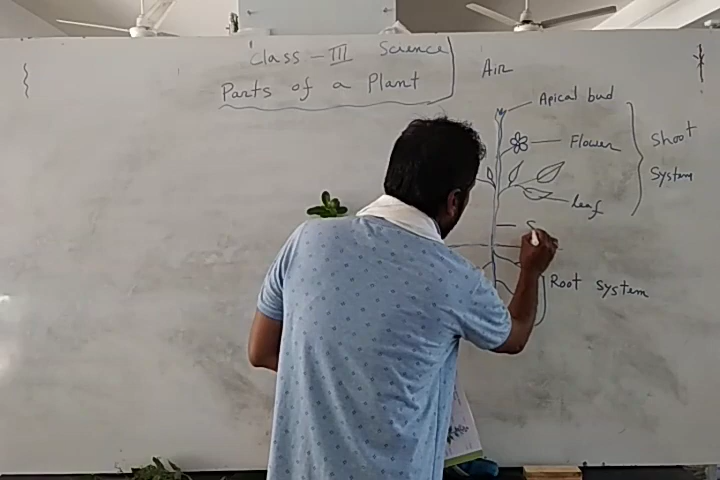 Class - III Science
Parts of a Plant
Air
Apical bud
Flower
Shoot
System
Leaf
S
Root System